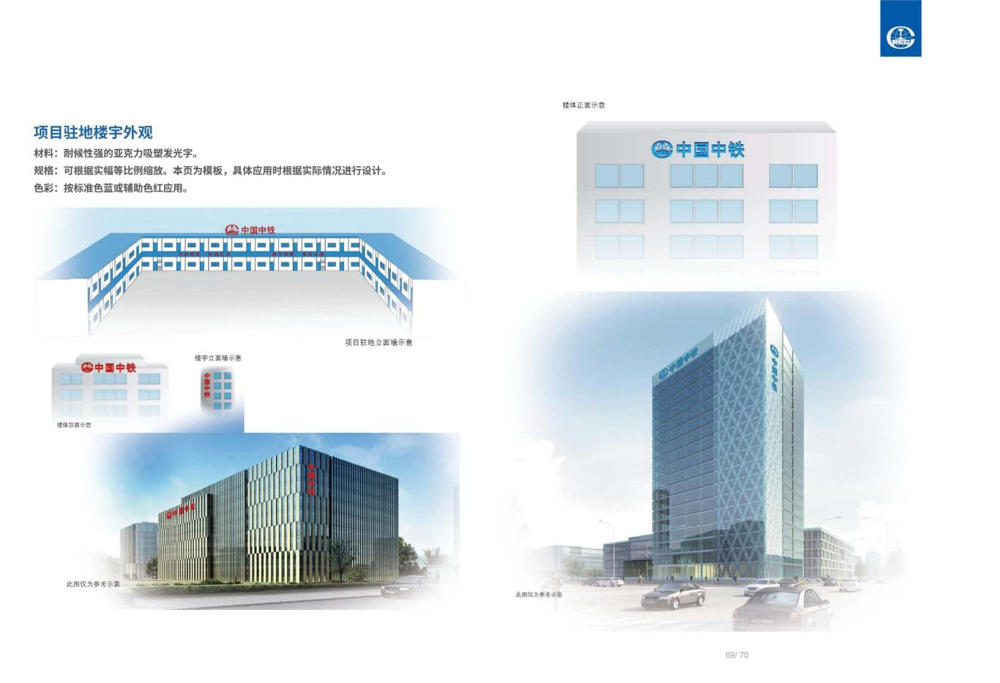 CREC
项目驻地楼宇外观
材料：耐候性强的亚克力吸塑发光字。
规格：可根据实幅等比例缩放。本页为模板，具体应用时根据实际情况进行设计。
色彩：按标准色蓝或辅助色红应用。
中国中铁
项目驻地立面墙示意
中国中铁
楼体顶面示意
楼宇立面墙示意
中国中铁
中国中铁
中国中铁
此图仅为参考示意
楼体正面示意
中国中铁
中国中铁
中国中铁
此图仅为参考示意
69/ 70